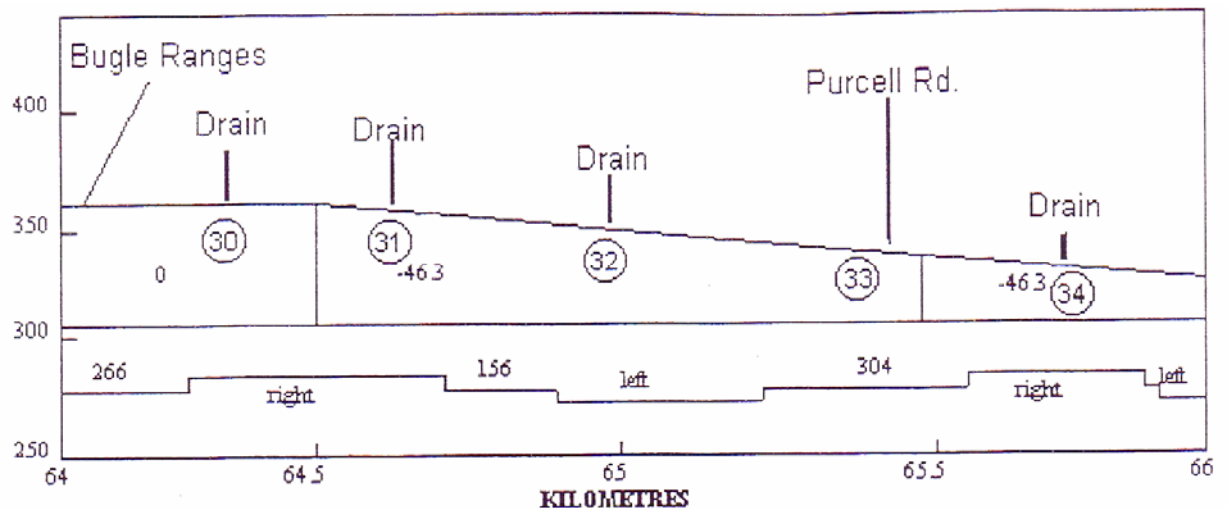 Bugle Ranges
Purcell Rd.
400
Drain
Drain
Drain
350
30
31
32
33
Drain
0
-46.3
-46.3
34
300
266
156
304
right
left
right
left
250
64
64.5
65
65.5
66
KILOMETRES